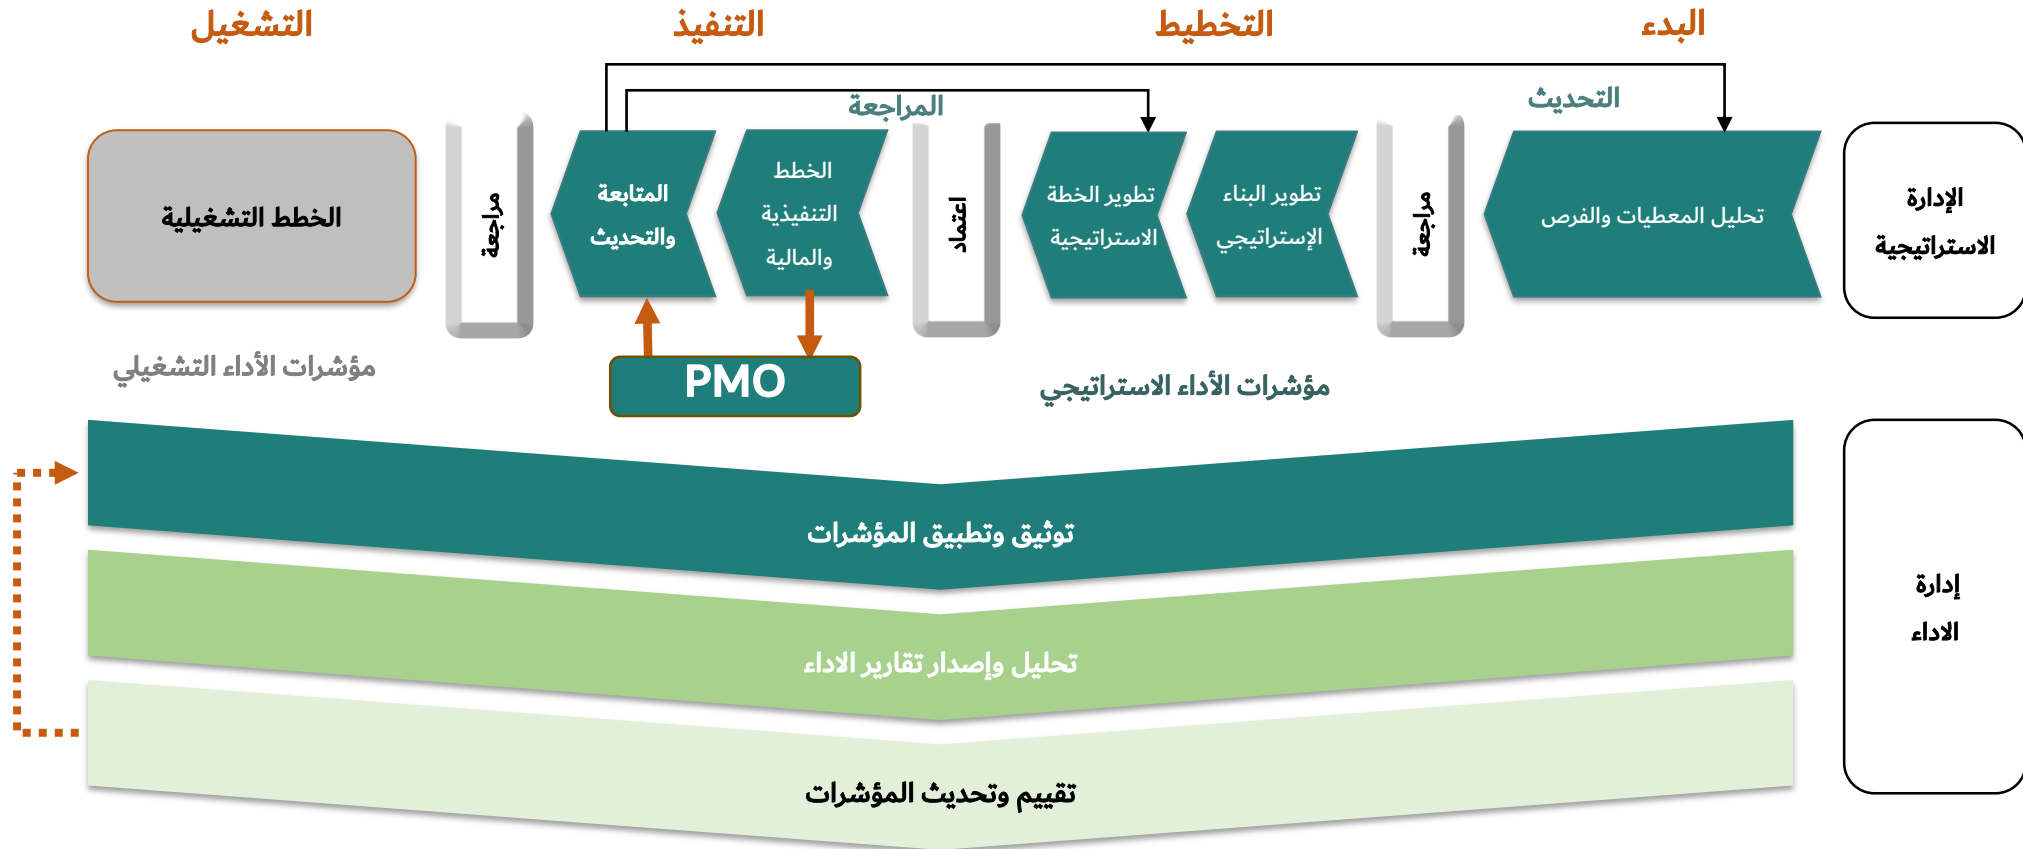 البدء
التخطيط
التنفيذ
التشغيل
التحديث
المراجعة
الإدارة
الاستراتيجية
تحليل المعطيات والفرص
مراجعة
تطوير البناء
الإستراتيجي
تطوير الخطة
الاستراتيجية
اعتماد
الخطط
التنفيذية
والمالية
المتابعة
والتحديث
مراجعة
الخطط التشغيلية
PMO
مؤشرات الأداء الاستراتيجي
مؤشرات الأداء التشغيلي
إدارة
الاداء
توثيق وتطبيق المؤشرات
تحليل وإصدار تقارير الاداء
تقييم وتحديث المؤشرات